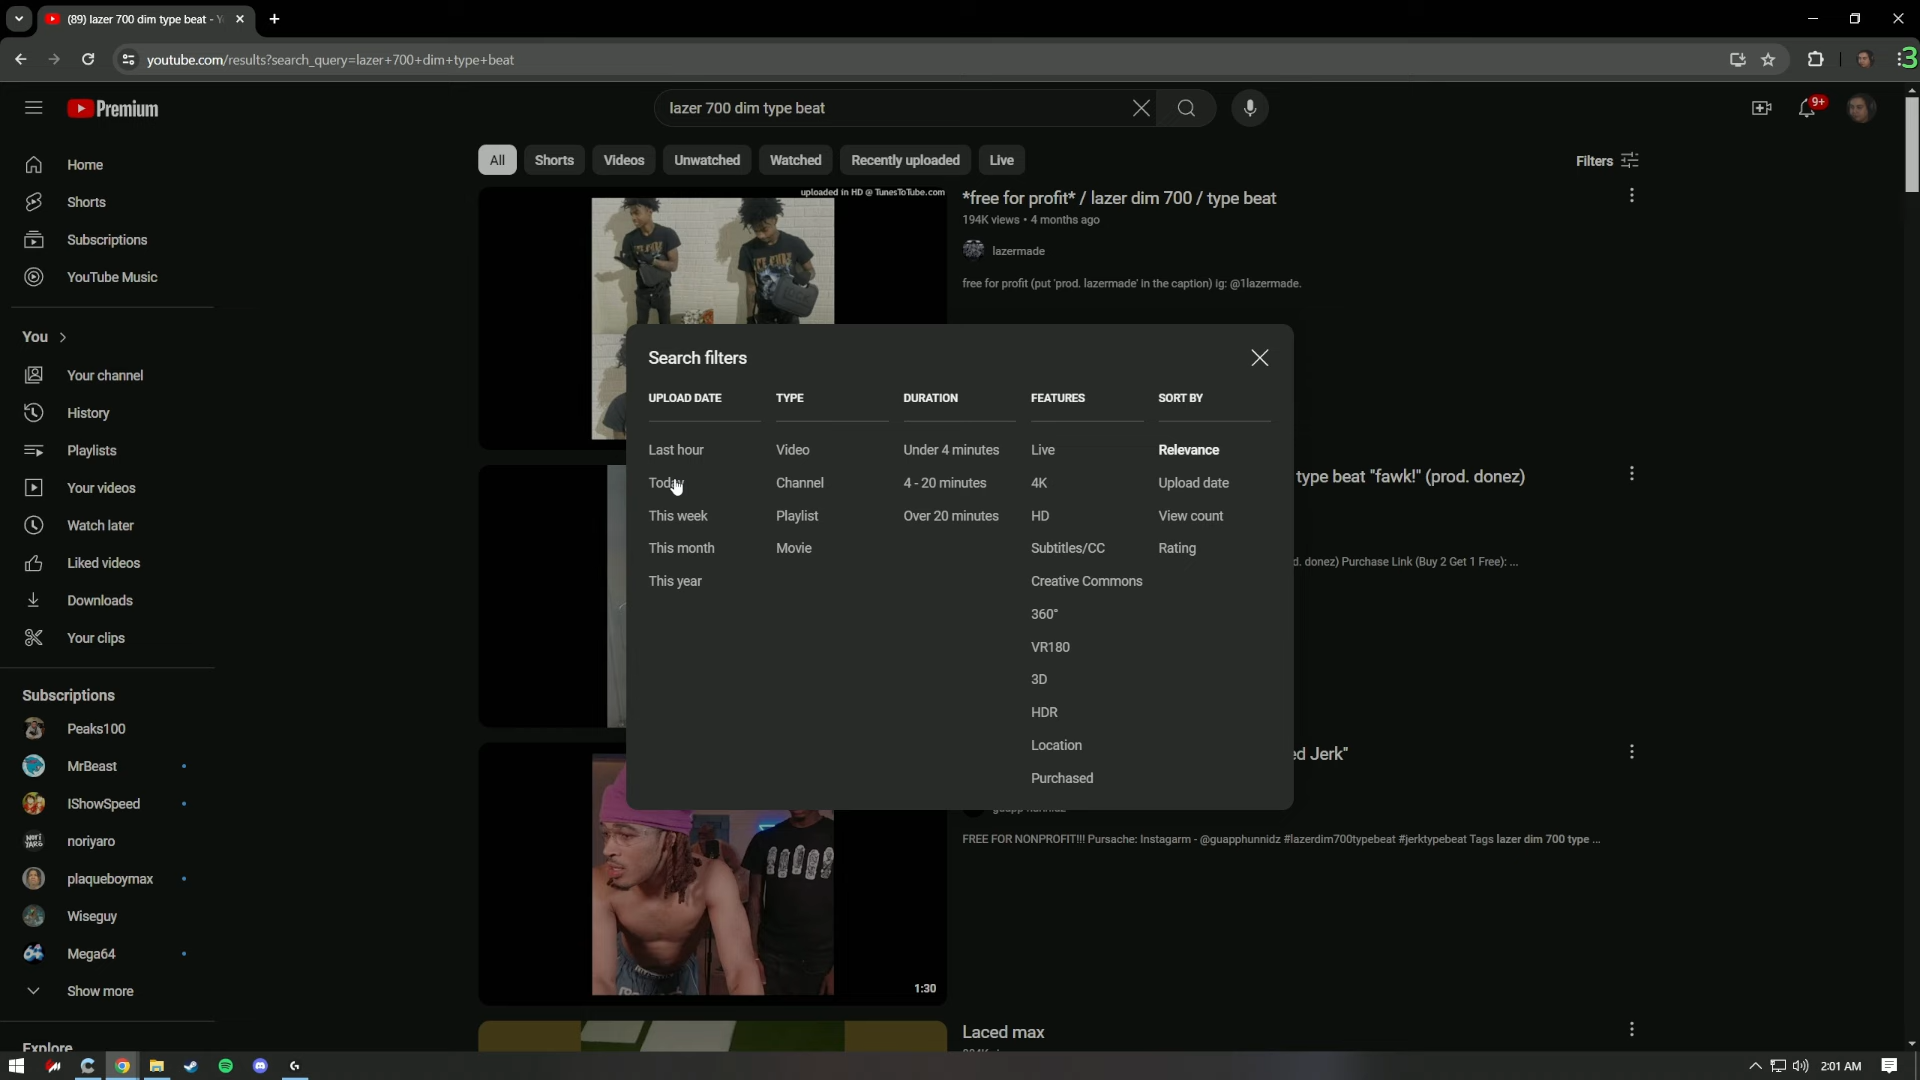 (89) lazer 700 dim type beat - Y
youtube.com/results?search_query=lazer+700+dim+type+beat
3
Premium
lazer 700 dim type beat
9+
Home
Shorts
Subscriptions
YouTube Music
You
Your channel
History
Playlists
Your videos
Watch later
Liked videos
Downloads
Your clips
Subscriptions
Peaks100
MrBeast
IShowSpeed
noriyaro
plaqueboymax
Wiseguy
Mega64
Show more
Explore
All
Shorts
Videos
Unwatched
Watched
Recently uploaded
Live
Filters
uploaded in HD @ TunesToTube.com
*free for profit* / lazer dim 700 / type beat
194K views • 4 months ago
lazermade
free for profit (put 'prod. lazermade' in the caption) ig: @1lazermade.
Search filters
UPLOAD DATE
Last hour
Today
This week
This month
This year
TYPE
Video
Channel
Playlist
Movie
DURATION
Under 4 minutes
4 - 20 minutes
Over 20 minutes
FEATURES
Live
4K
HD
Subtitles/CC
Creative Commons
360°
VR180
3D
HDR
Location
Purchased
SORT BY
Relevance
Upload date
View count
Rating
type beat "fawk!" (prod. donez)
d. donez) Purchase Link (Buy 2 Get 1 Free): ...
ed Jerk"
FREE FOR NONPROFIT!!! Pursache: Instagarm - @guapphunnidz #lazerdim700typebeat #jerktypebeat Tags lazer dim 700 type ...
1:30
Laced max
2:01 AM